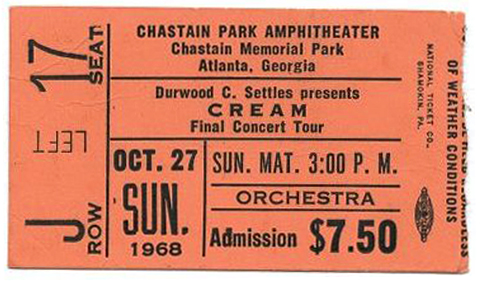 17 SEAT
LEFT
J ROW
CHASTAIN PARK AMPHITHEATER
Chastain Memorial Park
Atlanta, Georgia
Durwood C. Settles presents
CREAM
Final Concert Tour
OCT. 27
SUN.
1968
SUN. MAT. 3:00 P. M.
ORCHESTRA
Admission $7.50
NATIONAL TICKET CO.
SHAMOKIN, PA.
OF WEATHER CONDITIONS